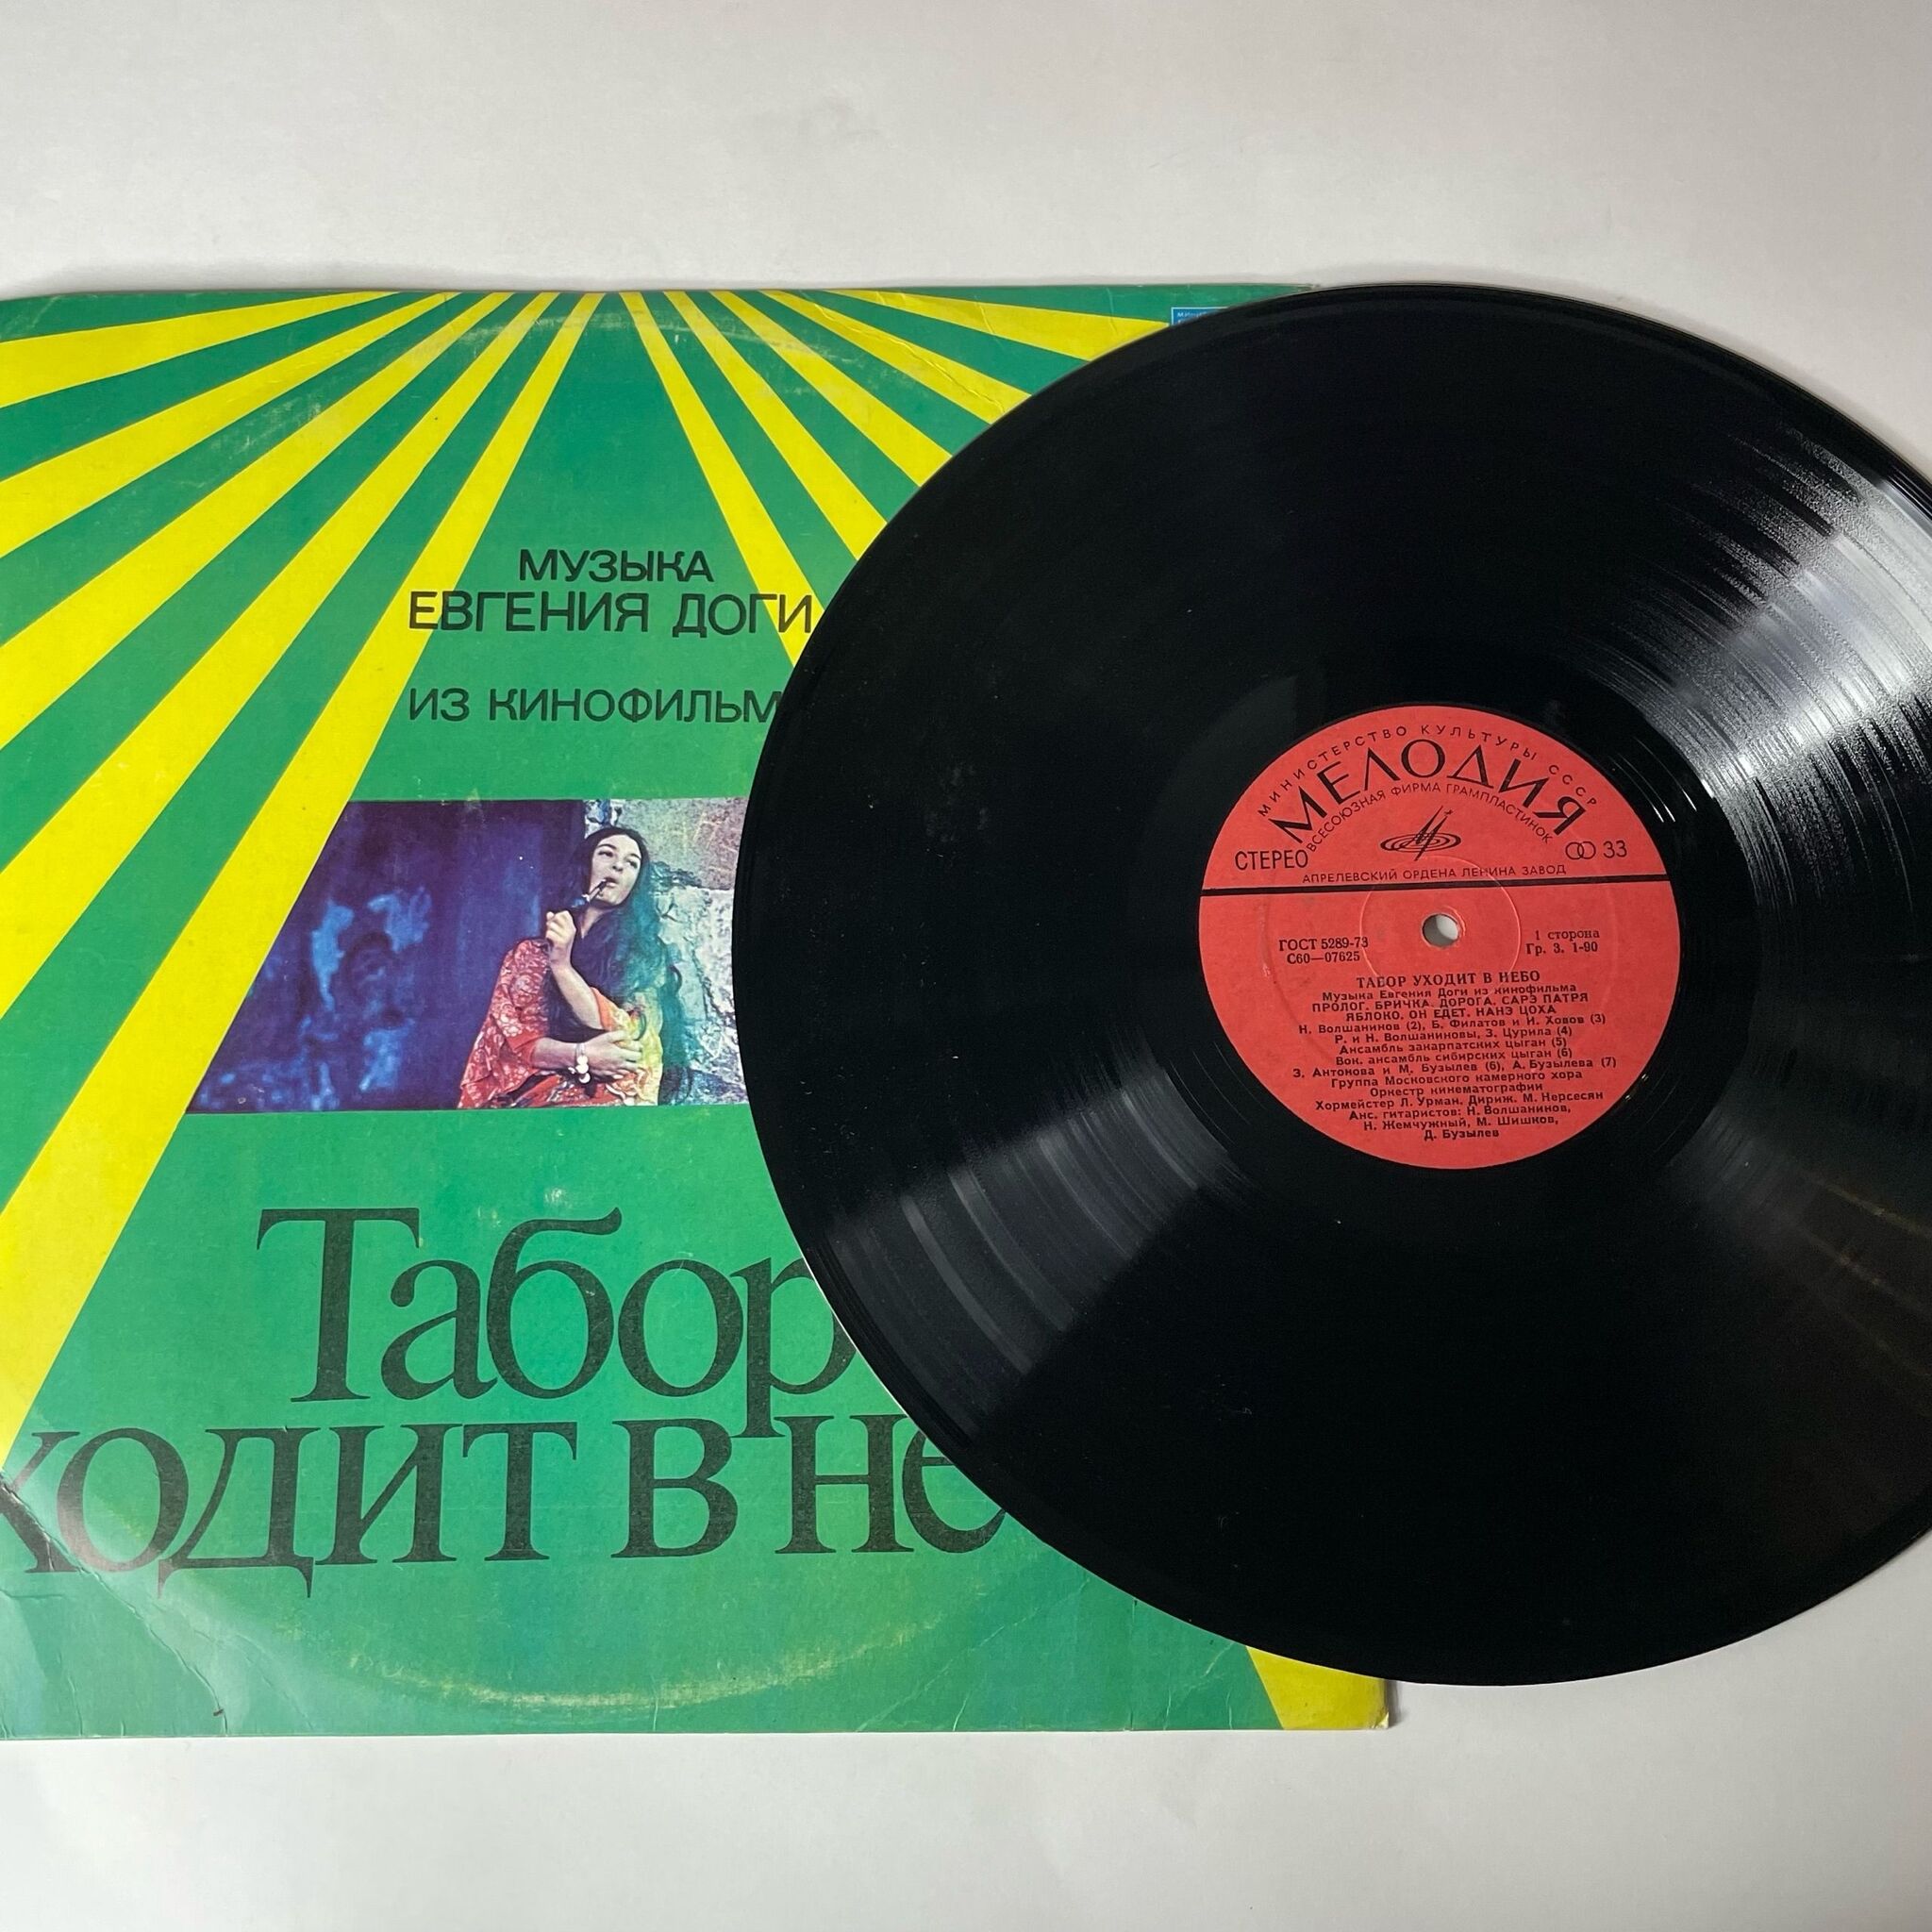 МУЗЫКА
ЕВГЕНИЯ ДОГИ
ИЗ КИНОФИЛЬМ
Табор
ходит в не
МИНИСТЕРСТВО КУЛЬТУРЫ СССР
МЕЛОДИЯ
ВСЕСОЮЗНАЯ ФИРМА ГРАМПЛАСТИНОК
СТЕРЕО
33
АПРЕЛЕВСКИЙ ОРДЕНА ЛЕНИНА ЗАВОД
ГОСТ 5289-73
С60—07625
1 сторона
Гр. 3. 1-90
ТАБОР УХОДИТ В НЕБО
Музыка Евгения Доги из кинофильма
ПРОЛОГ. БРИЧКА. ДОРОГА. САРЭ ПАТРЯ
ЯБЛОКО. ОН ЕДЕТ. НАНЭ ЦОХА
Н. Волшанинов (2), Б. Филатов и И. Ховов (3)
Р. и Н. Волшаниновы, З. Цурила (4)
Ансамбль закарпатских цыган (5)
Вок. ансамбль сибирских цыган (6)
З. Антонова и М. Бузылев (6), А. Бузылева (7)
Группа Московского камерного хора
Оркестр кинематографии
Хормейстер Л. Урман. Дириж. М. Нерсесян
Анс. гитаристов: Н. Волшанинов,
Н. Жемчужный, М. Шишков,
Д. Бузылев